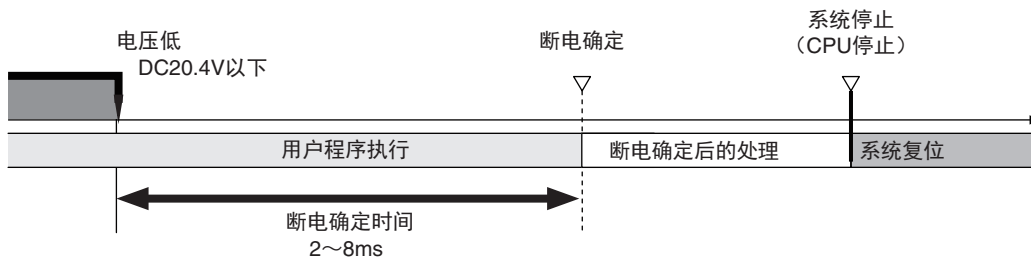 电压低
DC20.4V以下
断电确定
系统停止
（CPU停止）
用户程序执行
断电确定后的处理
系统复位
断电确定时间
2～8ms